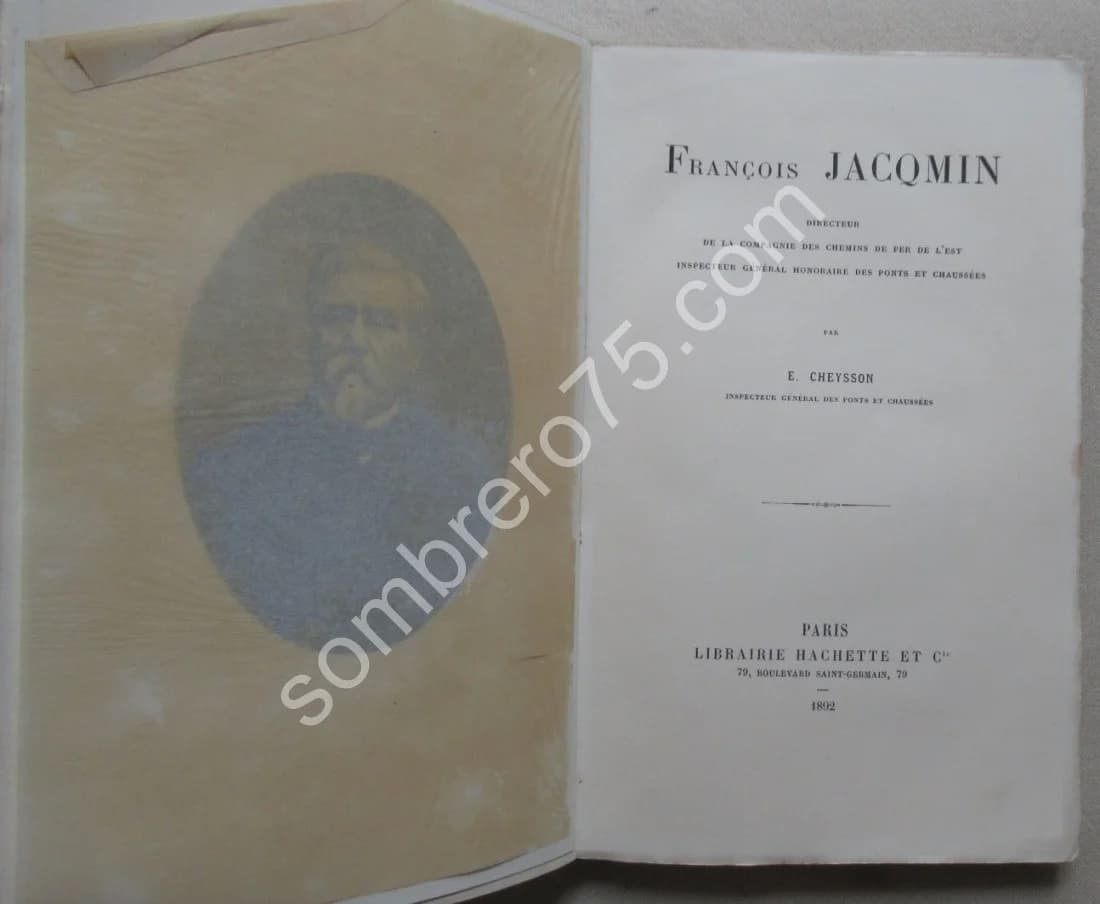 François JACQMIN
DIRECTEUR
DE LA COMPAGNIE DES CHEMINS DE FER DE L'EST
INSPECTEUR GÉNÉRAL HONORAIRE DES PONTS ET CHAUSSÉES
PAR
E. CHEYSSON
INSPECTEUR GÉNÉRAL DES PONTS ET CHAUSSÉES
PARIS
LIBRAIRIE HACHETTE ET Cie
79, BOULEVARD SAINT-GERMAIN, 79
1892
sombrero75.com